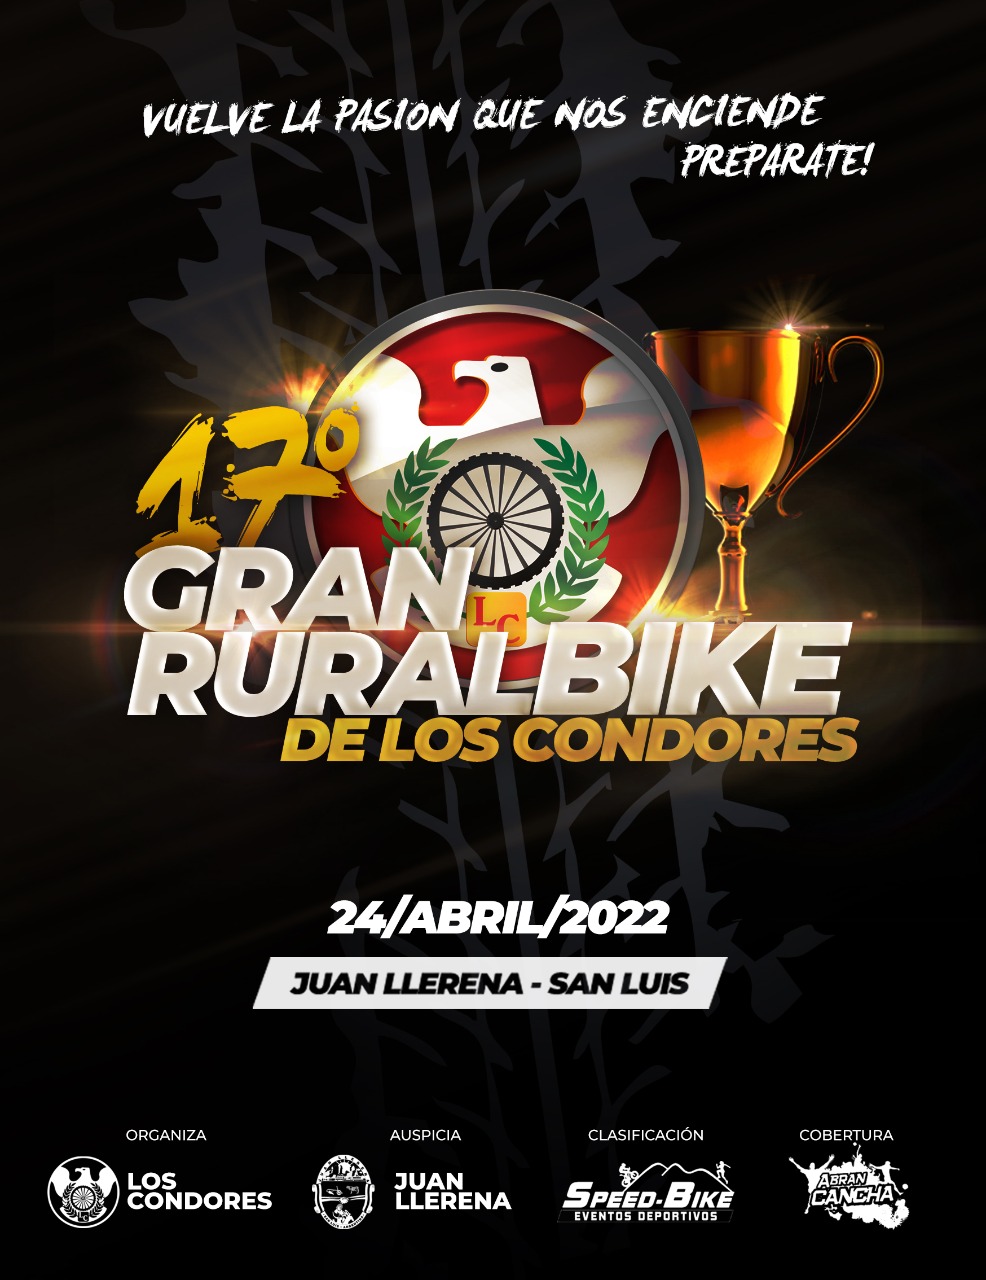 VUELVE LA PASION QUE NOS ENCIENDE
PREPARATE!
17º
GRAN
LC
RURALBIKE
DE LOS CONDORES
24/ABRIL/2022
JUAN LLERENA - SAN LUIS
ORGANIZA
LOS
CONDORES
AUSPICIA
JUAN
LLERENA
CLASIFICACIÓN
SPEED-BIKE
EVENTOS DEPORTIVOS
COBERTURA
ABRAN
CANCHA